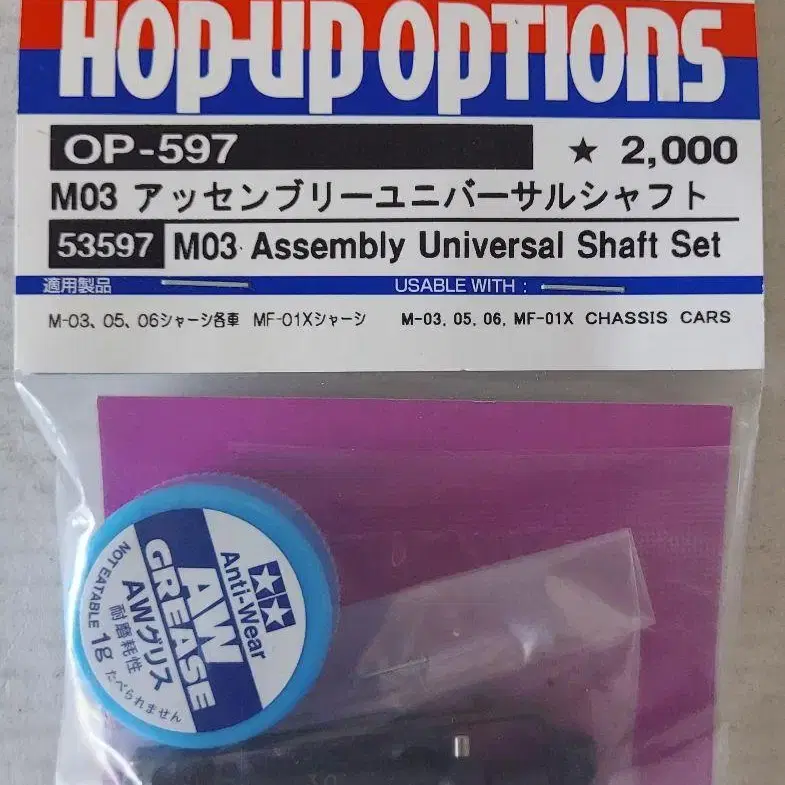 HOP-UP OPTIONS
OP-597 ★ 2,000
M03 アッセンブリーユニバーサルシャフト
53597 M03 Assembly Universal Shaft Set
適用製品 USABLE WITH :
M-03、05、06シャーシ各車 MF-01Xシャーシ M-03, 05, 06, MF-01X CHASSIS CARS
Anti-Wear
AW
GREASE
AWグリス
耐摩耗性
1g
NOT EATABLE
たべられません